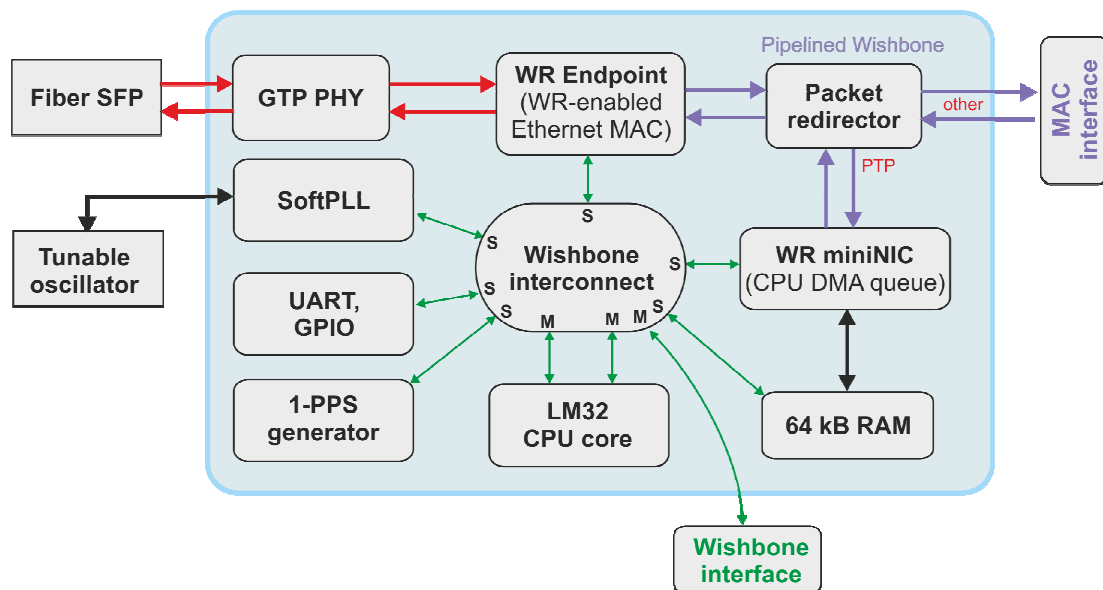 Pipelined Wishbone
Fiber SFP
GTP PHY
WR Endpoint
(WR-enabled
Ethernet MAC)
Packet
redirector
other
MAC
interface
PTP
SoftPLL
Tunable
oscillator
S
S
Wishbone
interconnect
S
WR miniNIC
(CPU DMA queue)
UART,
GPIO
S
S
M
M
M
S
1-PPS
generator
LM32
CPU core
64 kB RAM
Wishbone
interface